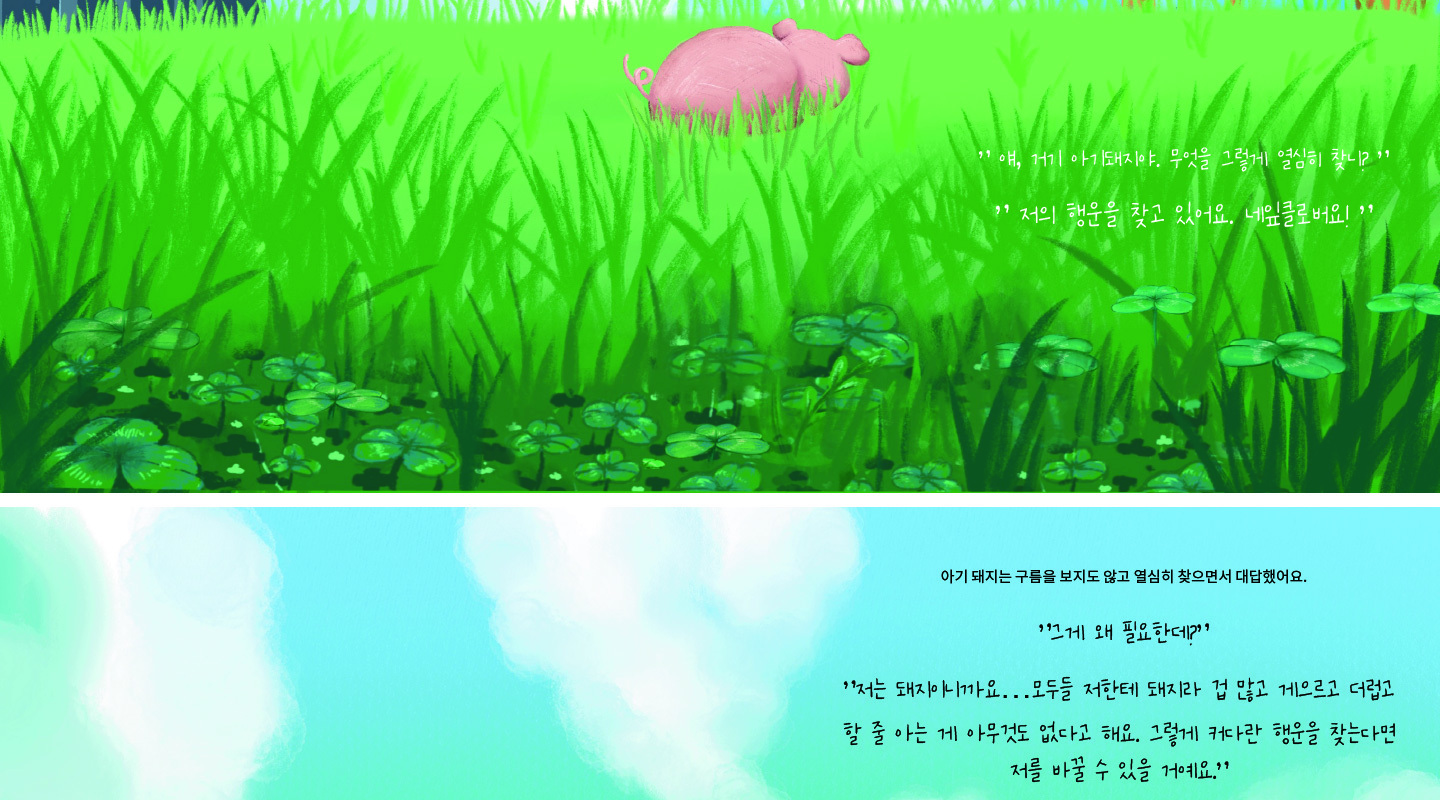 " 얘, 거기 아기돼지야. 무엇을 그렇게 열심히 찾니? "
" 저의 행운을 찾고 있어요. 네잎클로버요! "
아기 돼지는 구름을 보지도 않고 열심히 찾으면서 대답했어요.
"그게 왜 필요한데?"
"저는 돼지이니까요...모두들 저한테 돼지라 겁 많고 게으르고 더럽고
할 줄 아는 게 아무것도 없다고 해요. 그렇게 커다란 행운을 찾는다면
저를 바꿀 수 있을 거예요."